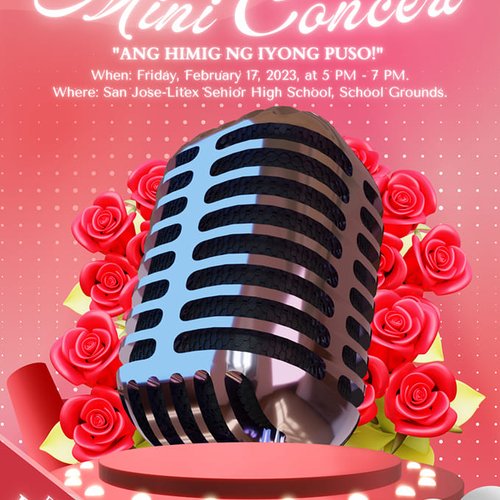 Mini Concert
"ANG HIMIG NG IYONG PUSO!"
When: Friday, February 17, 2023, at 5 PM - 7 PM.
Where: San Jose-Litex Senior High School, School Grounds.